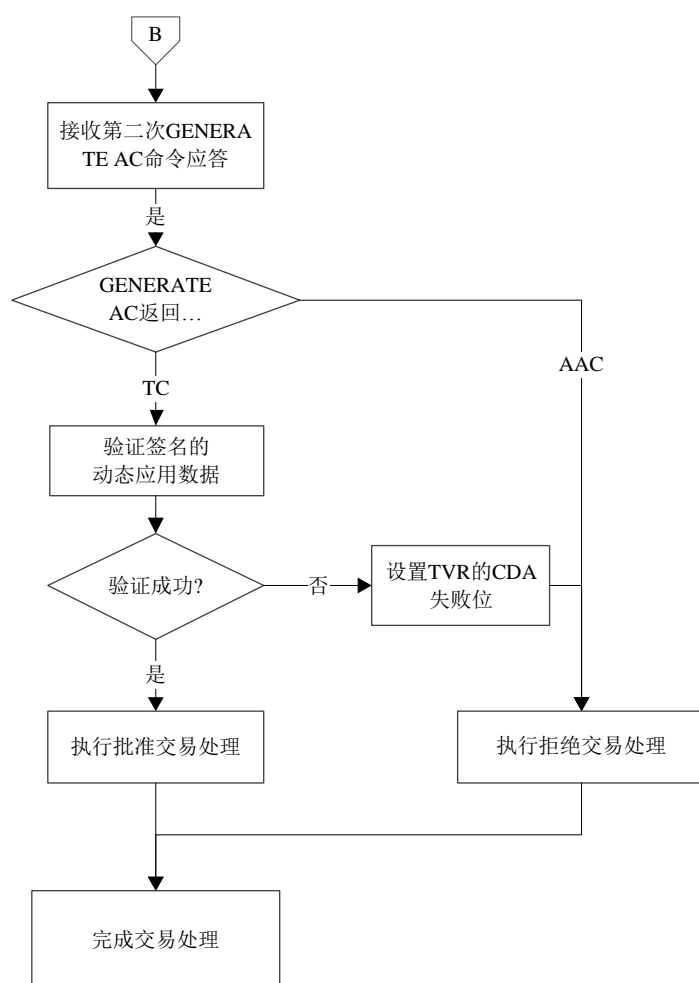 B
接收第二次GENERA
TE AC命令应答
是
GENERATE
AC返回…
AAC
TC
验证签名的
动态应用数据
验证成功?
否
设置TVR的CDA
失败位
是
执行批准交易处理
执行拒绝交易处理
完成交易处理